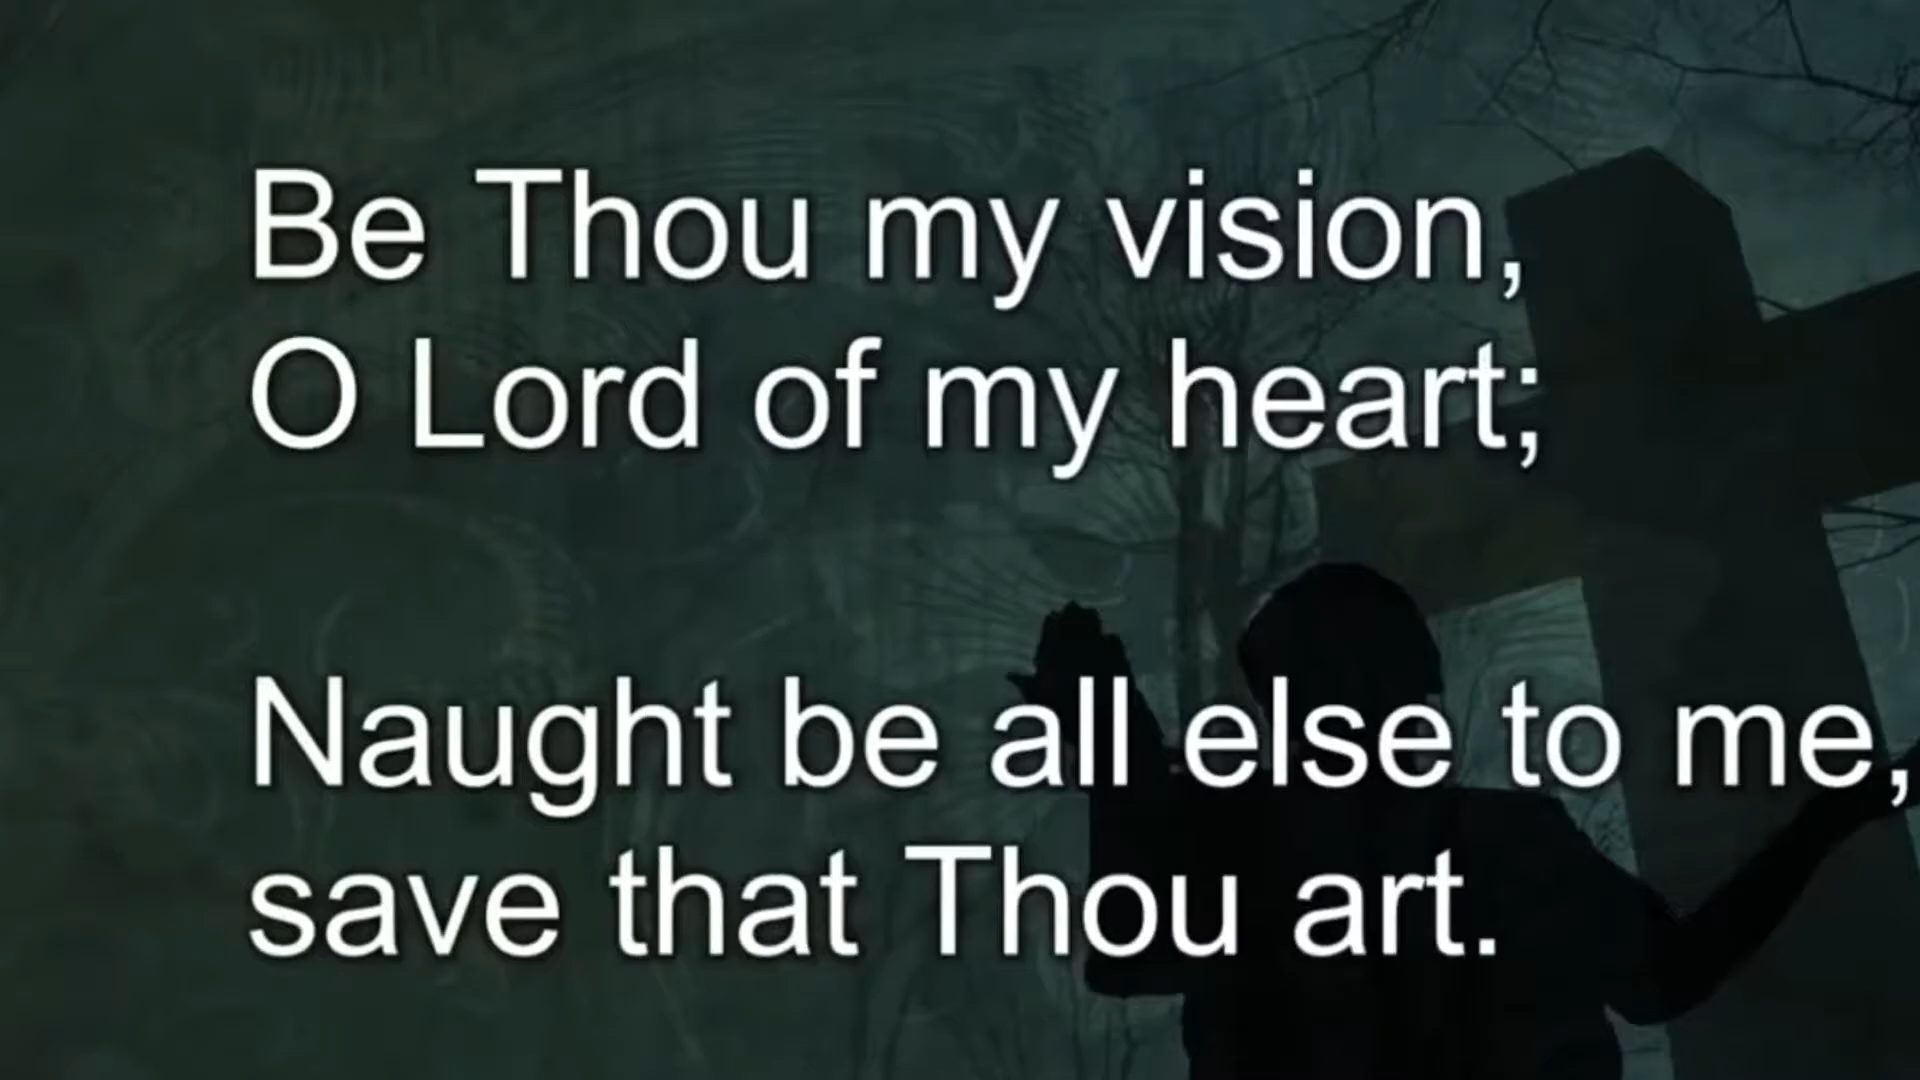 Be Thou my vision,
O Lord of my heart;
Naught be all else to me,
save that Thou art.